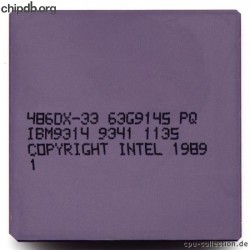 chipdb.org
486DX-33 63G9145 PQ
IBM9314 9341 1135
COPYRIGHT INTEL 1989
1
cpu-collection.de